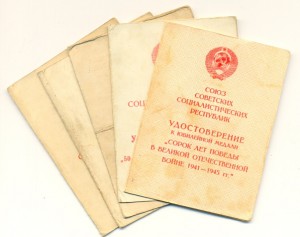 СОЮЗ
СОВЕТСКИХ
СОЦИАЛИСТИЧЕСКИХ
РЕСПУБЛИК
УДОСТОВЕРЕНИЕ
К ЮБИЛЕЙНОЙ МЕДАЛИ
„СОРОК ЛЕТ ПОБЕДЫ
В ВЕЛИКОЙ ОТЕЧЕСТВЕННОЙ
ВОЙНЕ 1941—1945 гг."